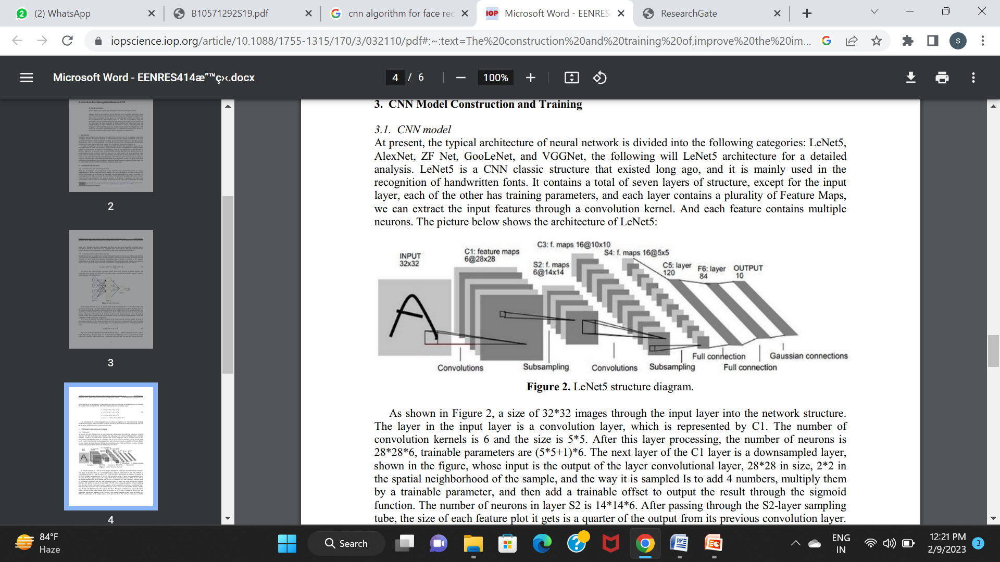 (2) WhatsApp
B10571292S19.pdf
cnn algorithm for face rec
IOP
Microsoft Word - EENRES
ResearchGate
iopscience.iop.org/article/10.1088/1755-1315/170/3/032110/pdf#:~:text=The%20construction%20and%20training%20of,improve%20the%20im...
S
Microsoft Word - EENRES414æ”™ç›‹.docx
4 / 6
100%
2
3
4
3. CNN Model Construction and Training
3.1. CNN model
At present, the typical architecture of neural network is divided into the following categories: LeNet5,
AlexNet, ZF Net, GooLeNet, and VGGNet, the following will LeNet5 architecture for a detailed
analysis. LeNet5 is a CNN classic structure that existed long ago, and it is mainly used in the
recognition of handwritten fonts. It contains a total of seven layers of structure, except for the input
layer, each of the other has training parameters, and each layer contains a plurality of Feature Maps,
we can extract the input features through a convolution kernel. And each feature contains multiple
neurons. The picture below shows the architecture of LeNet5:
INPUT
32x32
C1: feature maps
6@28x28
S2: f. maps
6@14x14
C3: f. maps 16@10x10
S4: f. maps 16@5x5
C5: layer
120
F6: layer
84
OUTPUT
10
A
Convolutions
Subsampling
Convolutions
Subsampling
Full connection
Full connection
Gaussian connections
Figure 2. LeNet5 structure diagram.
As shown in Figure 2, a size of 32*32 images through the input layer into the network structure.
The layer in the input layer is a convolution layer, which is represented by C1. The number of
convolution kernels is 6 and the size is 5*5. After this layer processing, the number of neurons is
28*28*6, trainable parameters are (5*5+1)*6. The next layer of the C1 layer is a downsampled layer,
shown in the figure, whose input is the output of the layer convolutional layer, 28*28 in size, 2*2 in
the spatial neighborhood of the sample, and the way it is sampled Is to add 4 numbers, multiply them
by a trainable parameter, and then add a trainable offset to output the result through the sigmoid
function. The number of neurons in layer S2 is 14*14*6. After passing through the S2-layer sampling
tube, the size of each feature plot it gets is a quarter of the output from its previous convolution layer.
84°F
Haze
Search
ENG
IN
12:21 PM
2/9/2023
3